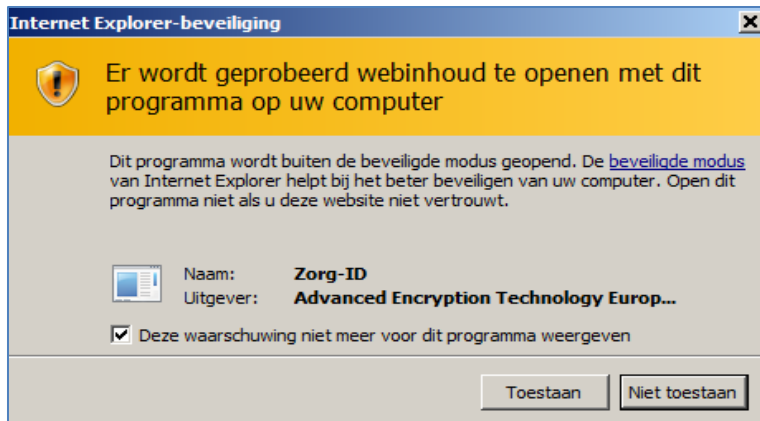 Internet Explorer-beveiliging
Er wordt geprobeerd webinhoud te openen met dit
programma op uw computer
Dit programma wordt buiten de beveiligde modus geopend. De beveiligde modus
van Internet Explorer helpt bij het beter beveiligen van uw computer. Open dit
programma niet als u deze website niet vertrouwt.
Naam: Zorg-ID
Uitgever: Advanced Encryption Technology Europ...
Deze waarschuwing niet meer voor dit programma weergeven
Toestaan Niet toestaan